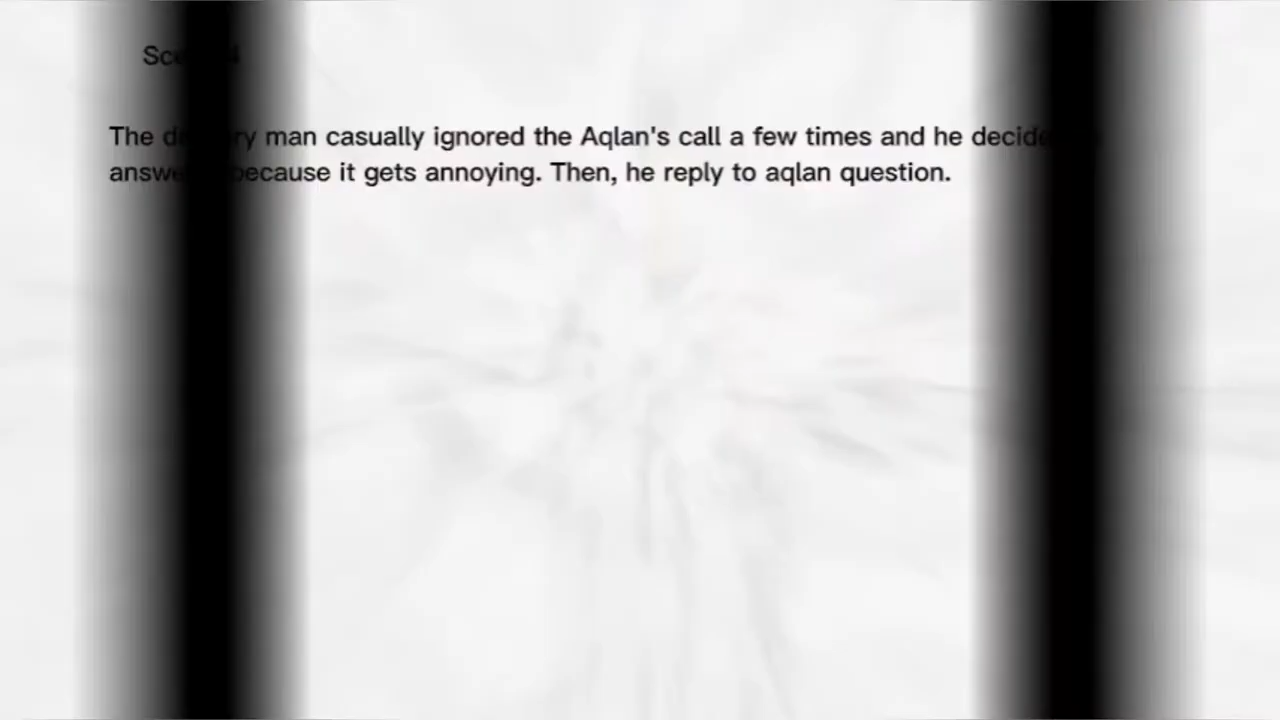 4
The man casually ignored the Aqlan's call a few times and he
because it gets annoying. Then, he reply to aqlan question.